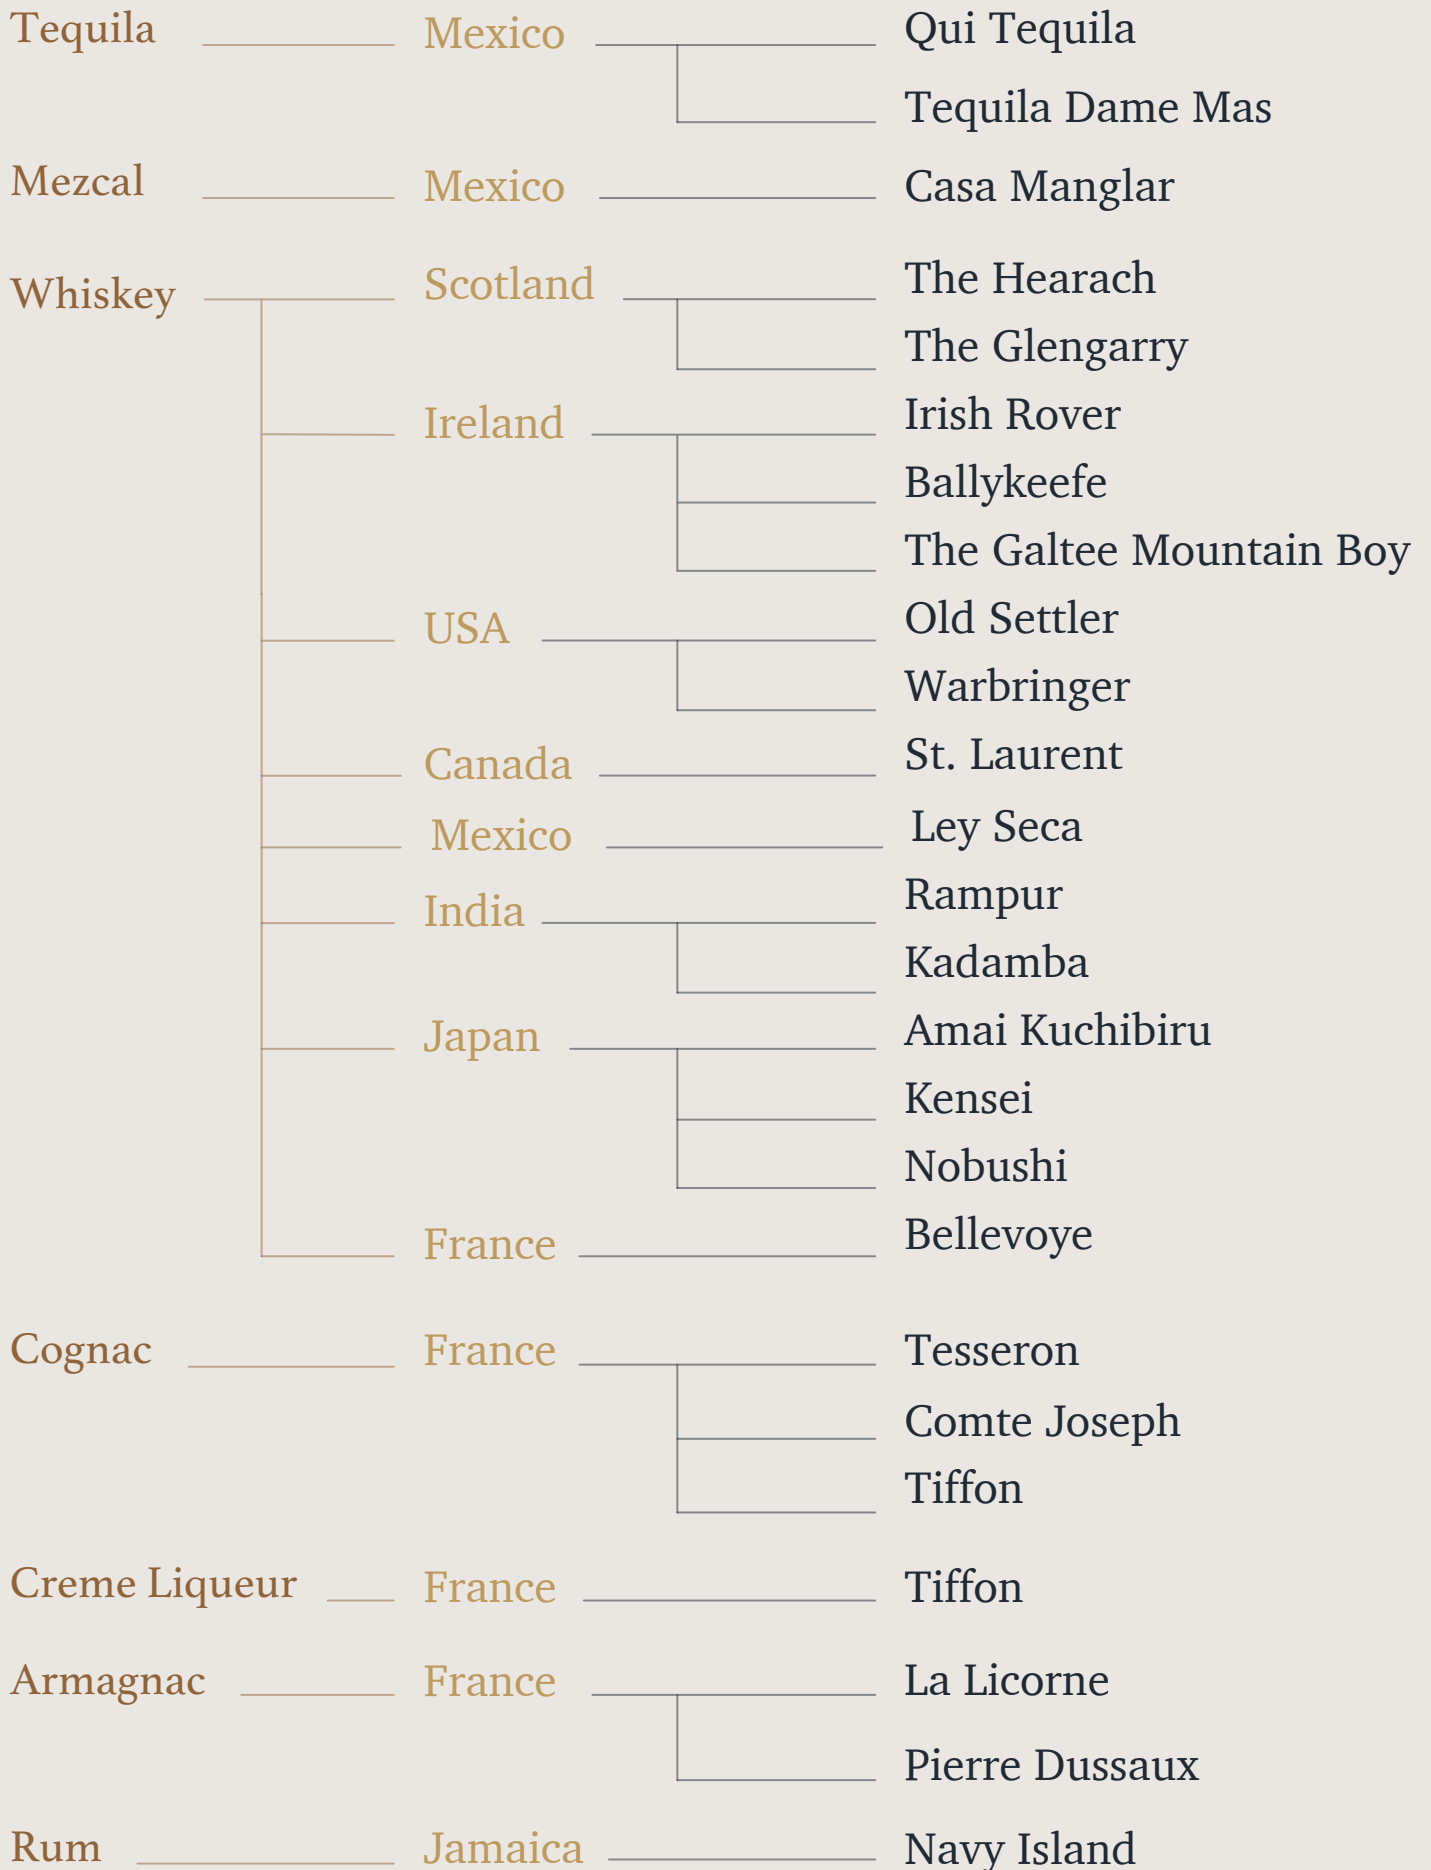 Tequila Mexico Qui Tequila
Tequila Dame Mas
Mezcal Mexico Casa Manglar
Whiskey Scotland The Hearach
The Glengarry
Ireland Irish Rover
Ballykeefe
The Galtee Mountain Boy
USA Old Settler
Warbringer
Canada St. Laurent
Mexico Ley Seca
India Rampur
Kadamba
Japan Amai Kuchibiru
Kensei
Nobushi
France Bellevoye
Cognac France Tesseron
Comte Joseph
Tiffon
Creme Liqueur France Tiffon
Armagnac France La Licorne
Pierre Dussaux
Rum Jamaica Navy Island